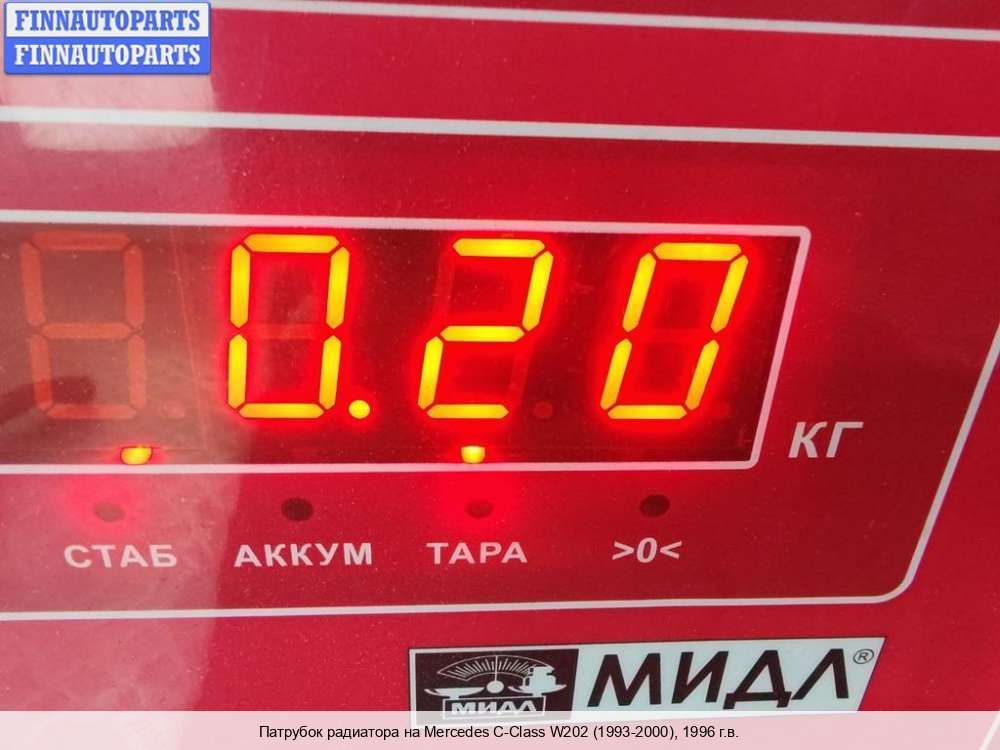 FINNAUTOPARTS
FINNAUTOPARTS
0.20
КГ
СТАБ АККУМ ТАРА >0<
МИДЛ®
МИДЛ
Патрубок радиатора на Mercedes C-Class W202 (1993-2000), 1996 г.в.